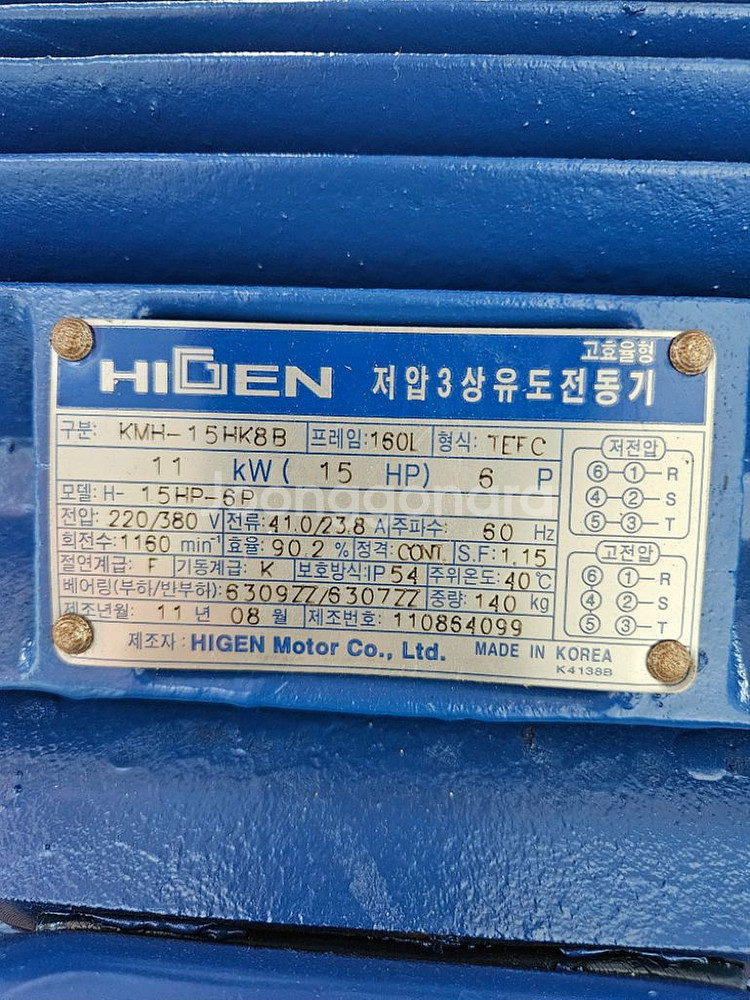 고효율형
HIGEN 저압3상유도전동기
구분: KMH-15HK8B 프레임:160L 형식: TEFC
11 kW ( 15 HP) 6 P
모델: H- 15HP-6P
전압: 220/380 V 전류: 41.0/23.8 A 주파수: 60 Hz
회전수: 1160 min⁻¹ 효율: 90.2 % 정격: CONT. S.F: 1.15
절연계급: F 기동계급: K 보호방식: IP54 주위온도: 40℃
베어링(부하/반부하): 6309ZZ/6307ZZ 중량: 140 kg
제조년월: 11 년 08 월 제조번호: 110864099
제조자: HIGEN Motor Co., Ltd. MADE IN KOREA
K4138B
저전압
⑥-①-R
④-②-S
⑤-③-T
고전압
⑥ ①-R
④ ②-S
⑤ ③-T
Joonggonara